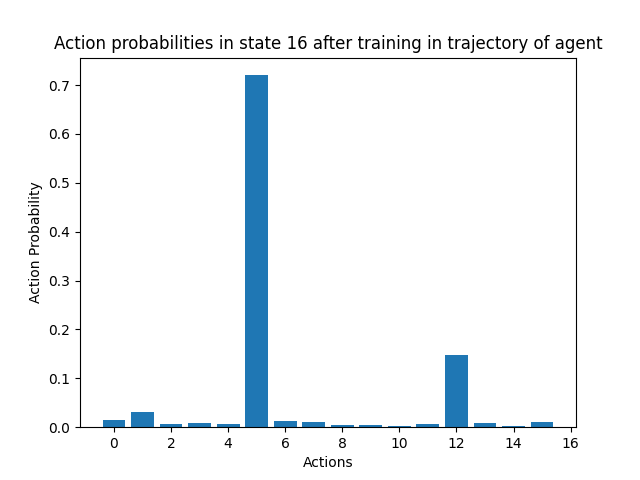 Action probabilities in state 16 after training in trajectory of agent
Action Probability
0.7
0.6
0.5
0.4
0.3
0.2
0.1
0.0
0 2 4 6 8 10 12 14 16
Actions